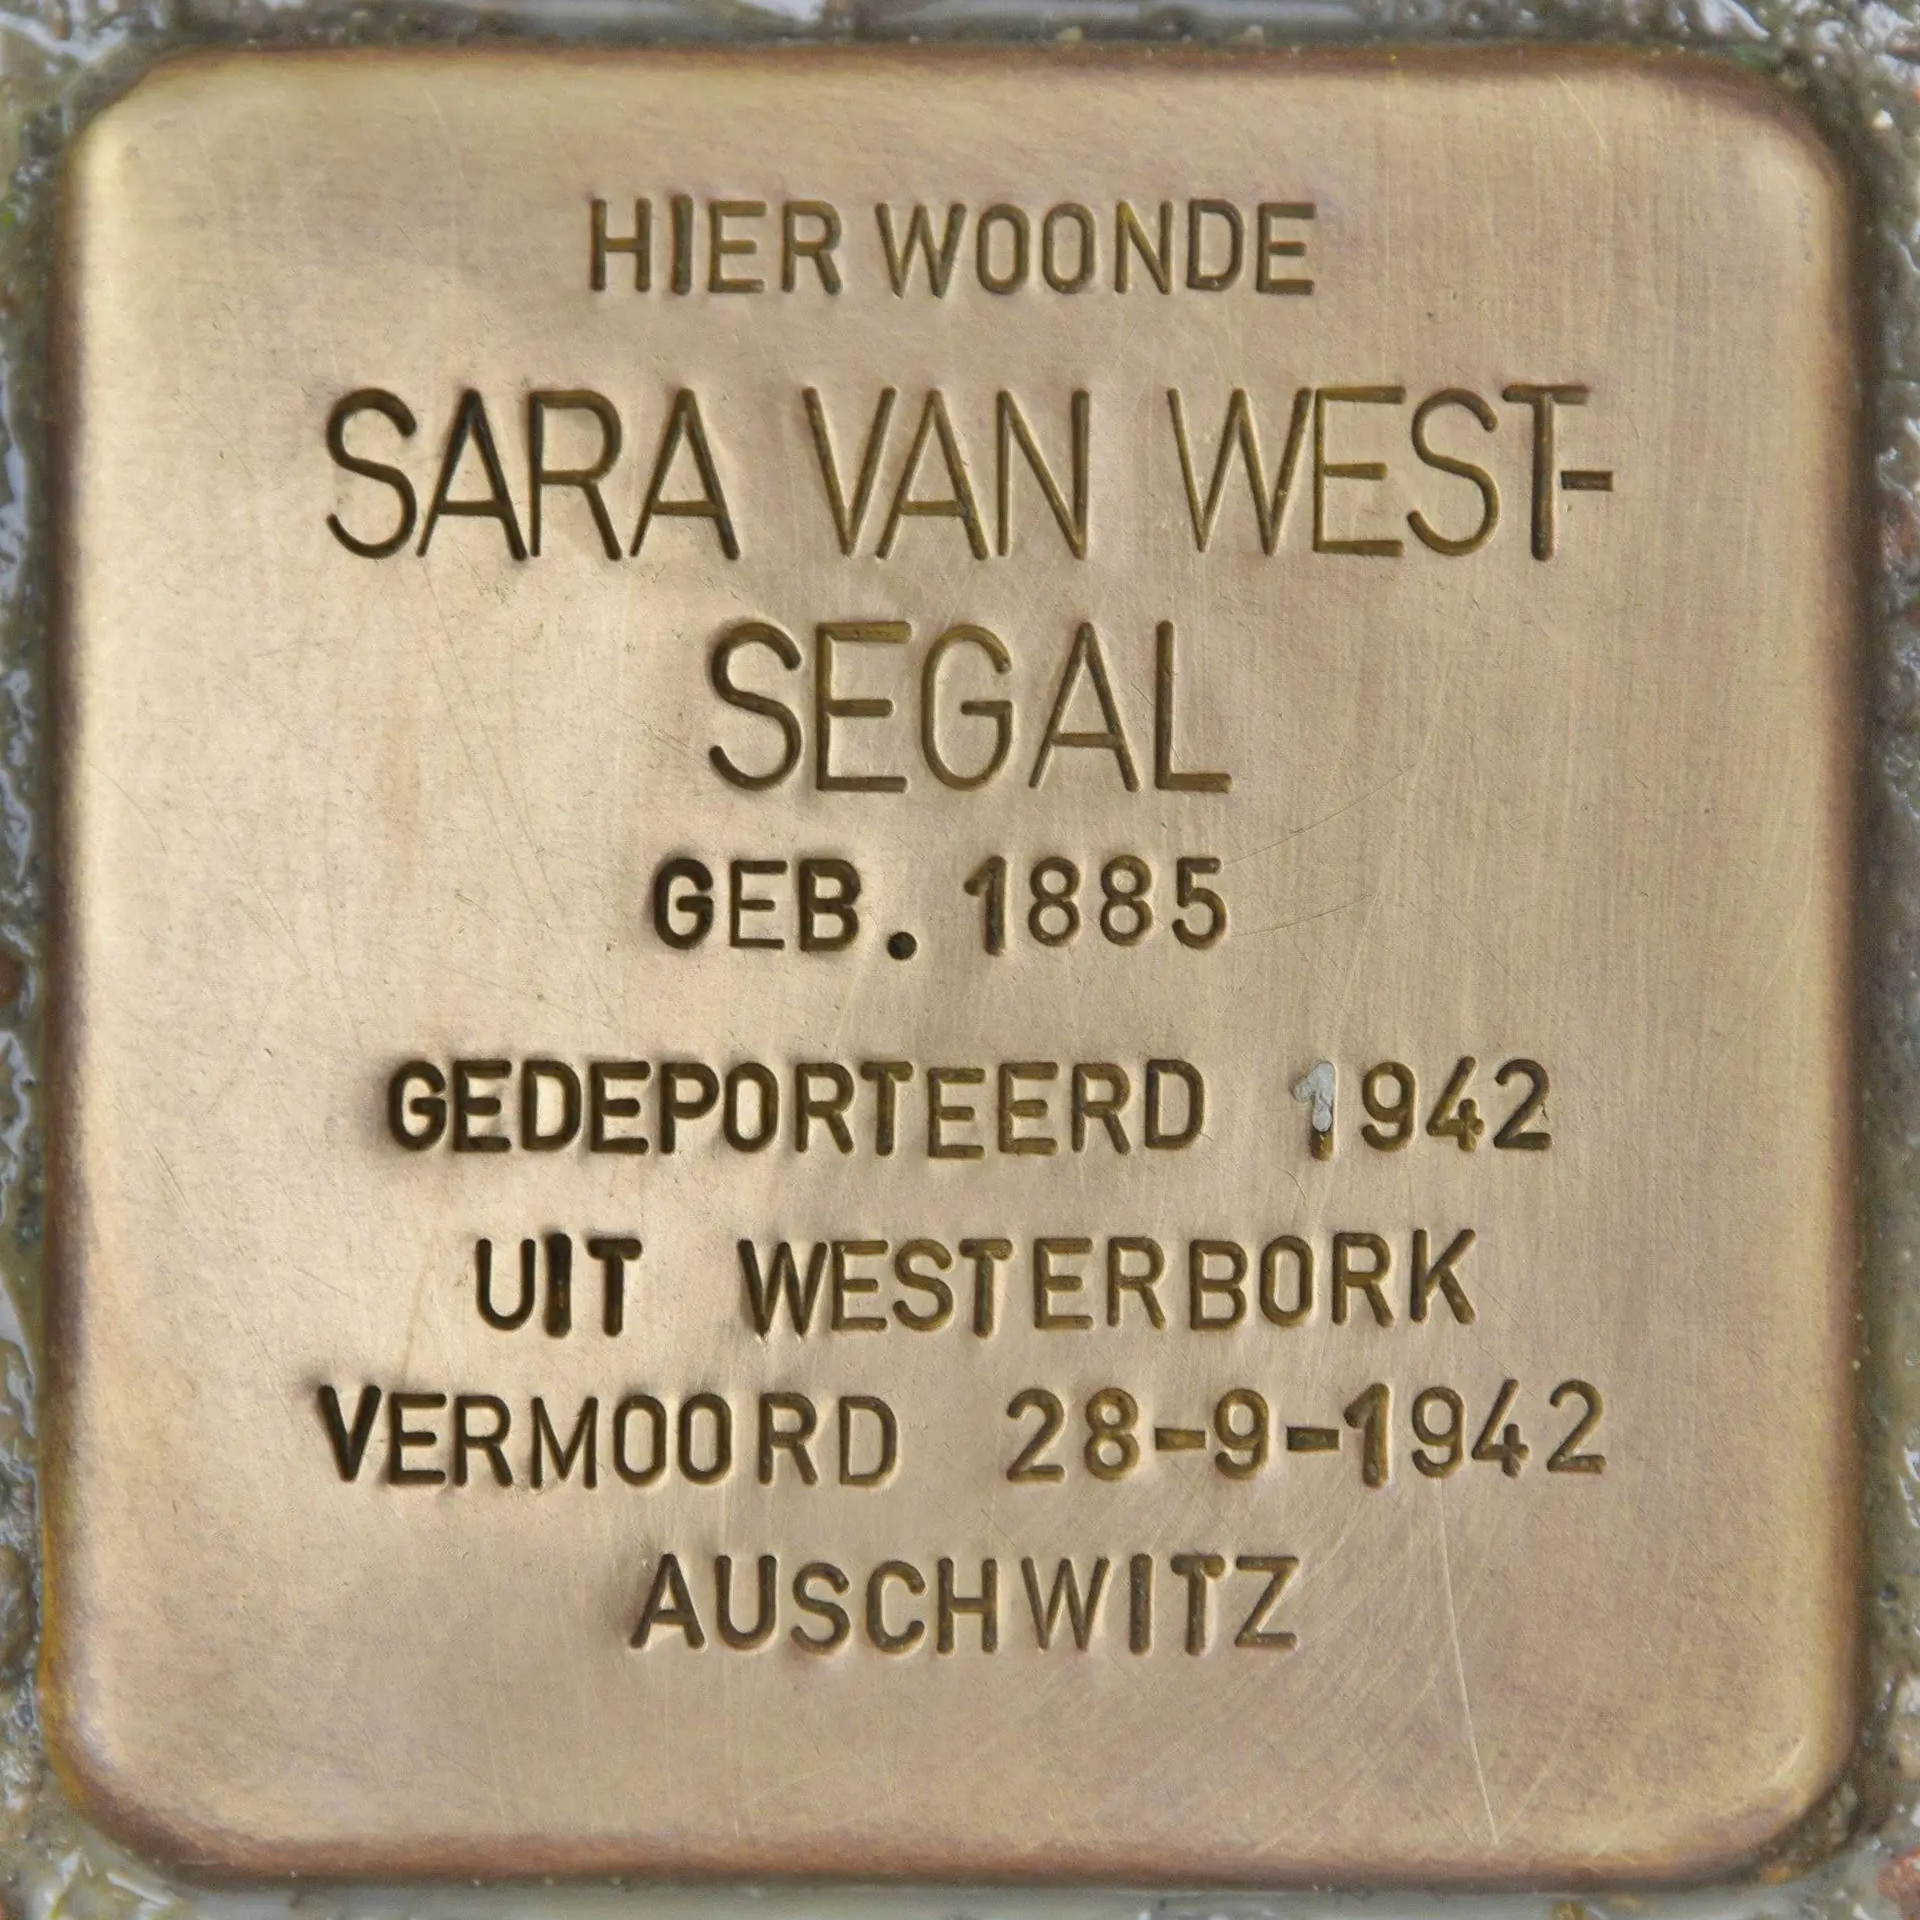 HIER WOONDE
SARA VAN WEST-
SEGAL
GEB. 1885
GEDEPORTEERD 1942
UIT WESTERBORK
VERMOORD 28-9-1942
AUSCHWITZ